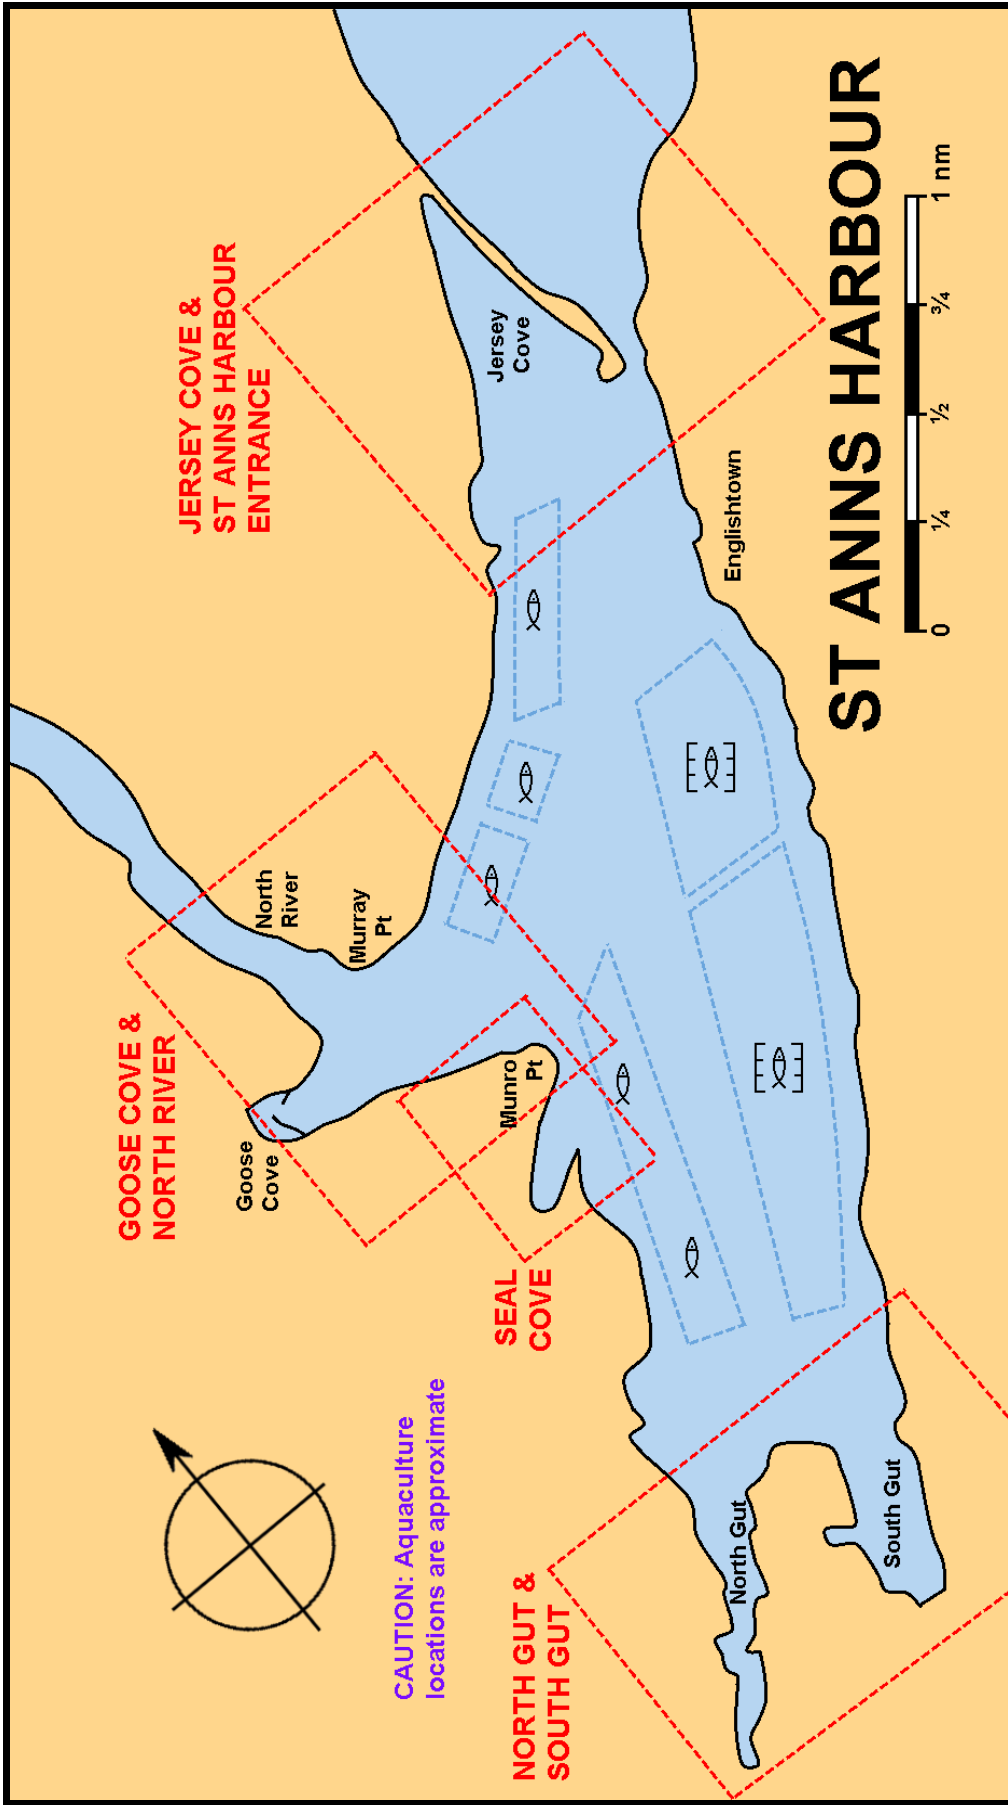 JERSEY COVE &
ST ANNS HARBOUR
ENTRANCE
Jersey
Cove
Englishtown
ST ANNS HARBOUR
0
¼
½
¾
1 nm
North
River
Murray
Pt
GOOSE COVE &
NORTH RIVER
Goose
Cove
Munro
Pt
SEAL
COVE
CAUTION: Aquaculture
locations are approximate
NORTH GUT &
SOUTH GUT
North Gut
South Gut